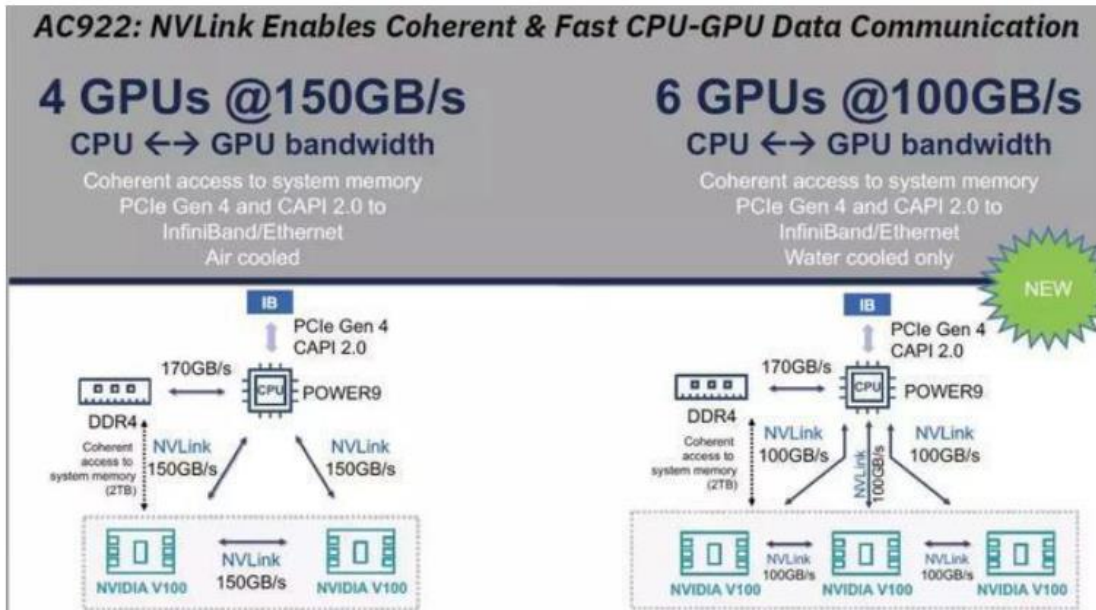 AC922: NVLink Enables Coherent & Fast CPU-GPU Data Communication
4 GPUs @150GB/s
CPU ←→ GPU bandwidth
Coherent access to system memory
PCIe Gen 4 and CAPI 2.0 to
InfiniBand/Ethernet
Air cooled
6 GPUs @100GB/s
CPU ←→ GPU bandwidth
Coherent access to system memory
PCIe Gen 4 and CAPI 2.0 to
InfiniBand/Ethernet
Water cooled only
NEW
IB
PCIe Gen 4
CAPI 2.0
170GB/s
CPU
POWER9
DDR4
Coherent
access to
system memory
(2TB)
NVLink
150GB/s
NVLink
150GB/s
NVLink
150GB/s
NVIDIA V100
NVIDIA V100
IB
PCIe Gen 4
CAPI 2.0
170GB/s
CPU
POWER9
DDR4
Coherent
access to
system memory
(2TB)
NVLink
100GB/s
NVLink
100GB/s
NVLink
100GB/s
NVLink
100GB/s
NVLink
100GB/s
NVIDIA V100
NVIDIA V100
NVIDIA V100